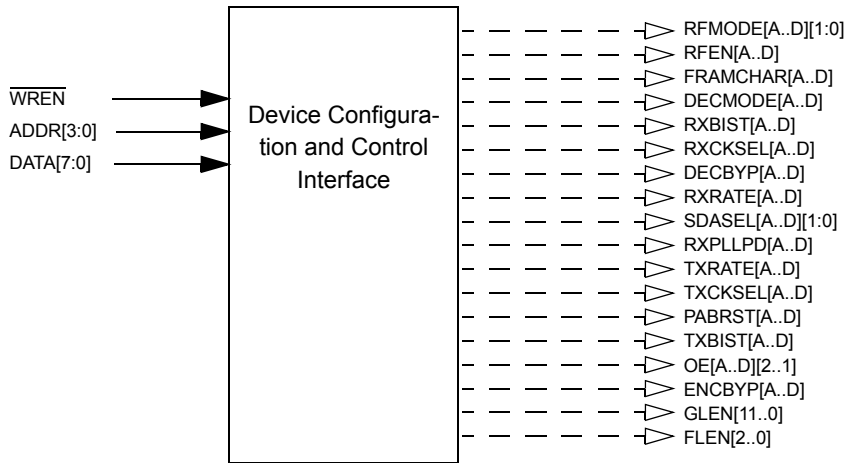 WREN
ADDR[3:0]
DATA[7:0]
Device Configura-
tion and Control
Interface
RFMODE[A..D][1:0]
RFEN[A..D]
FRAMCHAR[A..D]
DECMODE[A..D]
RXBIST[A..D]
RXCKSEL[A..D]
DECBYP[A..D]
RXRATE[A..D]
SDASEL[A..D][1:0]
RXPLLPD[A..D]
TXRATE[A..D]
TXCKSEL[A..D]
PABRST[A..D]
TXBIST[A..D]
OE[A..D][2..1]
ENCBYP[A..D]
GLEN[11..0]
FLEN[2..0]